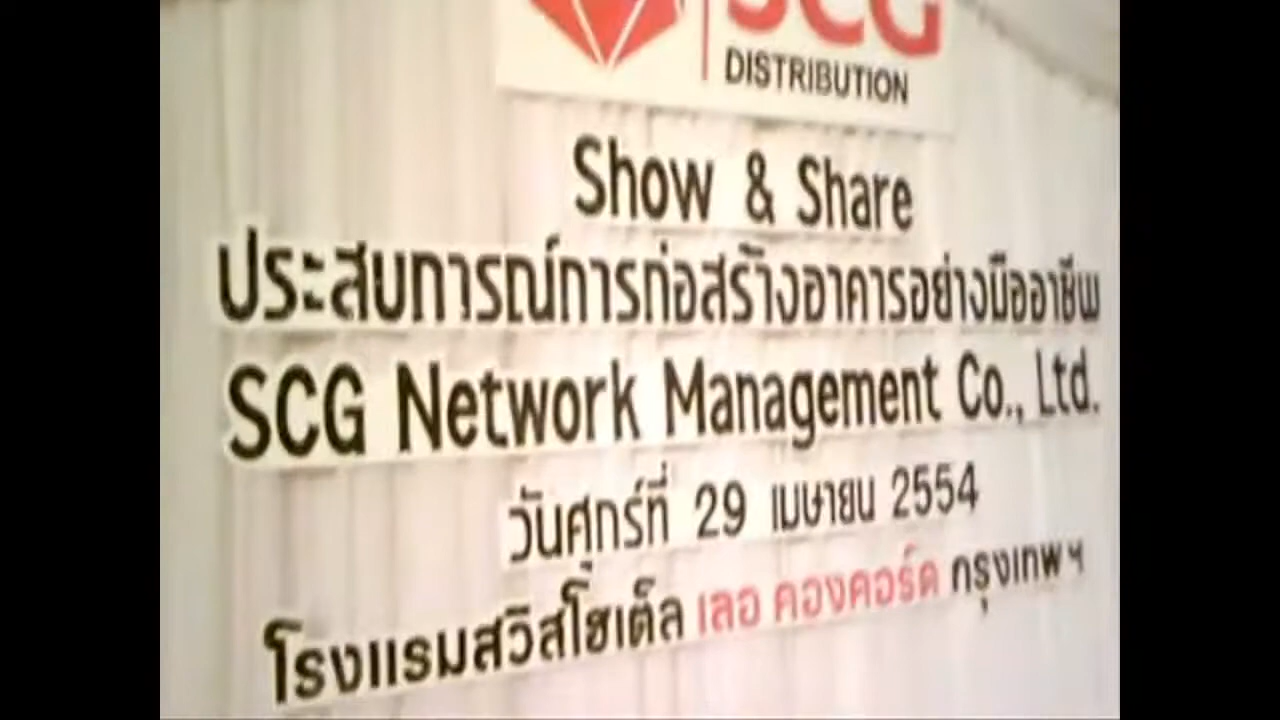 SCG
DISTRIBUTION
Show & Share
ประสบการณ์การก่อสร้างอาคารอย่างมืออาชีพ
SCG Network Management Co., Ltd.
วันศุกร์ที่ 29 เมษายน 2554
โรงแรมสวิสโฮเต็ล เลอ คองคอร์ด กรุงเทพฯ